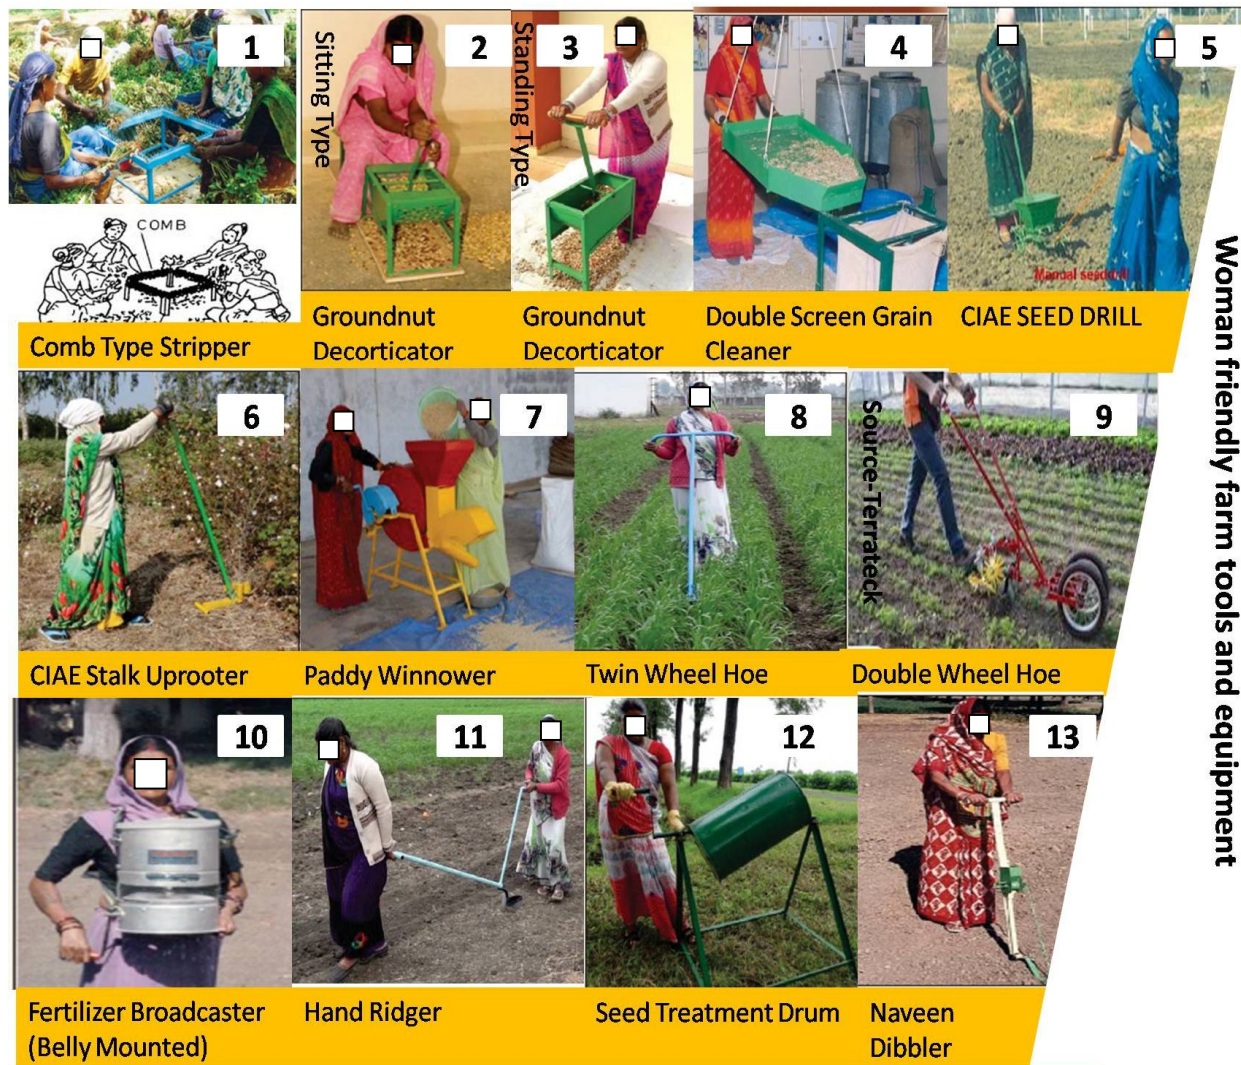 1
Sitting Type
2
Standing Type
3
4
5
COMB
Manual seed drill
Comb Type Stripper
Groundnut
Decorticator
Groundnut
Decorticator
Double Screen Grain
Cleaner
CIAE SEED DRILL
Woman friendly farm tools and equipment
6
7
8
Source-Terrateck
9
CIAE Stalk Uprooter
Paddy Winnower
Twin Wheel Hoe
Double Wheel Hoe
10
11
12
13
Fertilizer Broadcaster
(Belly Mounted)
Hand Ridger
Seed Treatment Drum
Naveen
Dibbler